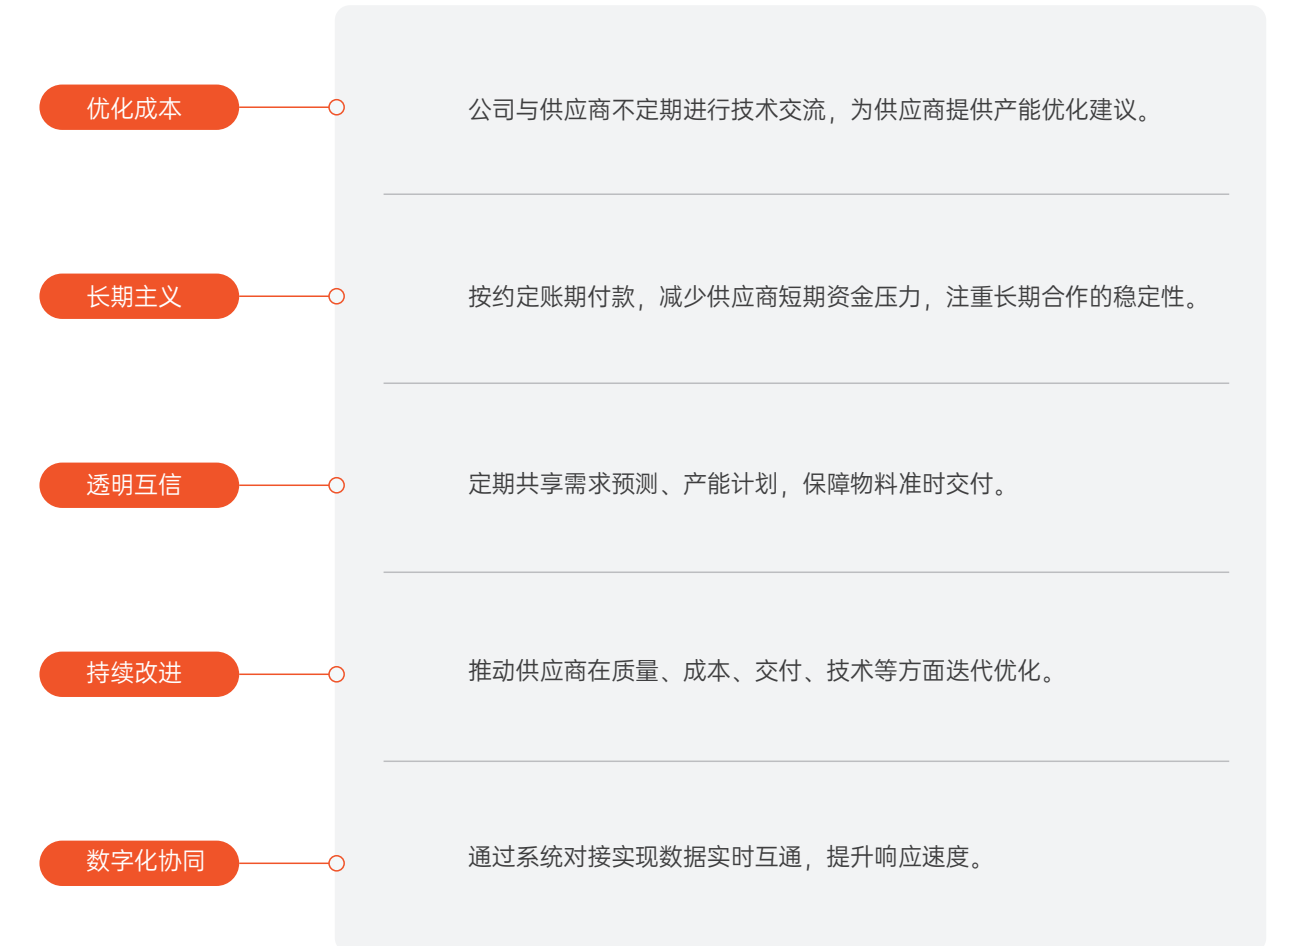 优化成本
公司与供应商不定期进行技术交流，为供应商提供产能优化建议。
长期主义
按约定账期付款，减少供应商短期资金压力，注重长期合作的稳定性。
透明互信
定期共享需求预测、产能计划，保障物料准时交付。
持续改进
推动供应商在质量、成本、交付、技术等方面迭代优化。
数字化协同
通过系统对接实现数据实时互通，提升响应速度。